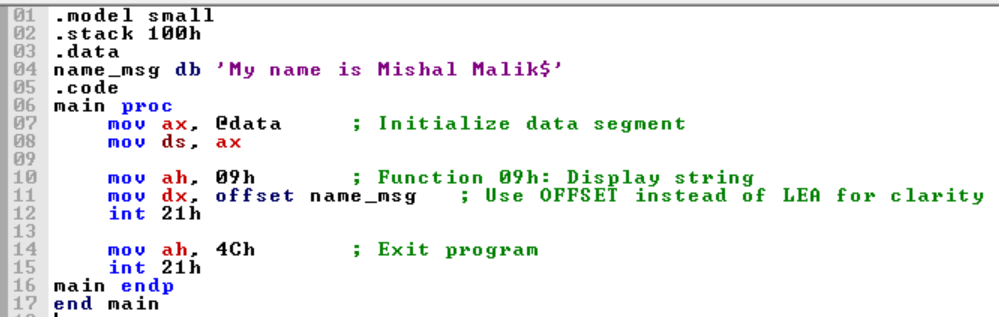 01 .model small
02 .stack 100h
03 .data
04 name_msg db 'My name is Mishal Malik$'
05 .code
06 main proc
07 mov ax, @data ; Initialize data segment
08 mov ds, ax
09
10 mov ah, 09h ; Function 09h: Display string
11 mov dx, offset name_msg ; Use OFFSET instead of LEA for clarity
12 int 21h
13
14 mov ah, 4Ch ; Exit program
15 int 21h
16 main endp
17 end main